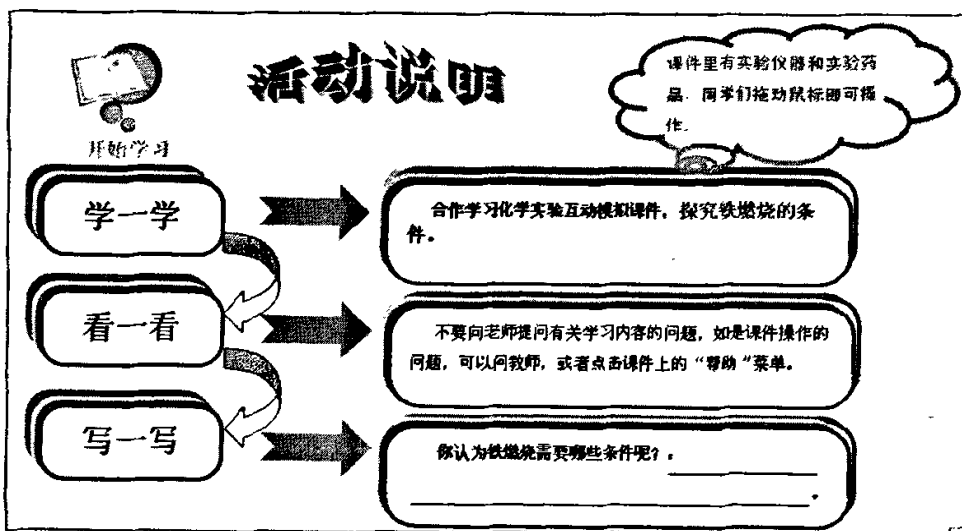 活动说明
课件里有实验仪器和实验药
品．同学们拖动鼠标即可操
作．
开始学习
学一学
合作学习化学实验互动模拟课件，探究铁燃烧的条
件。
看一看
不要向老师提问有关学习内容的问题，如是课件操作的
问题，可以问教师，或者点击课件上的“帮助“菜单。
写一写
你认为铁燃烧需要哪些条件呢？：
。